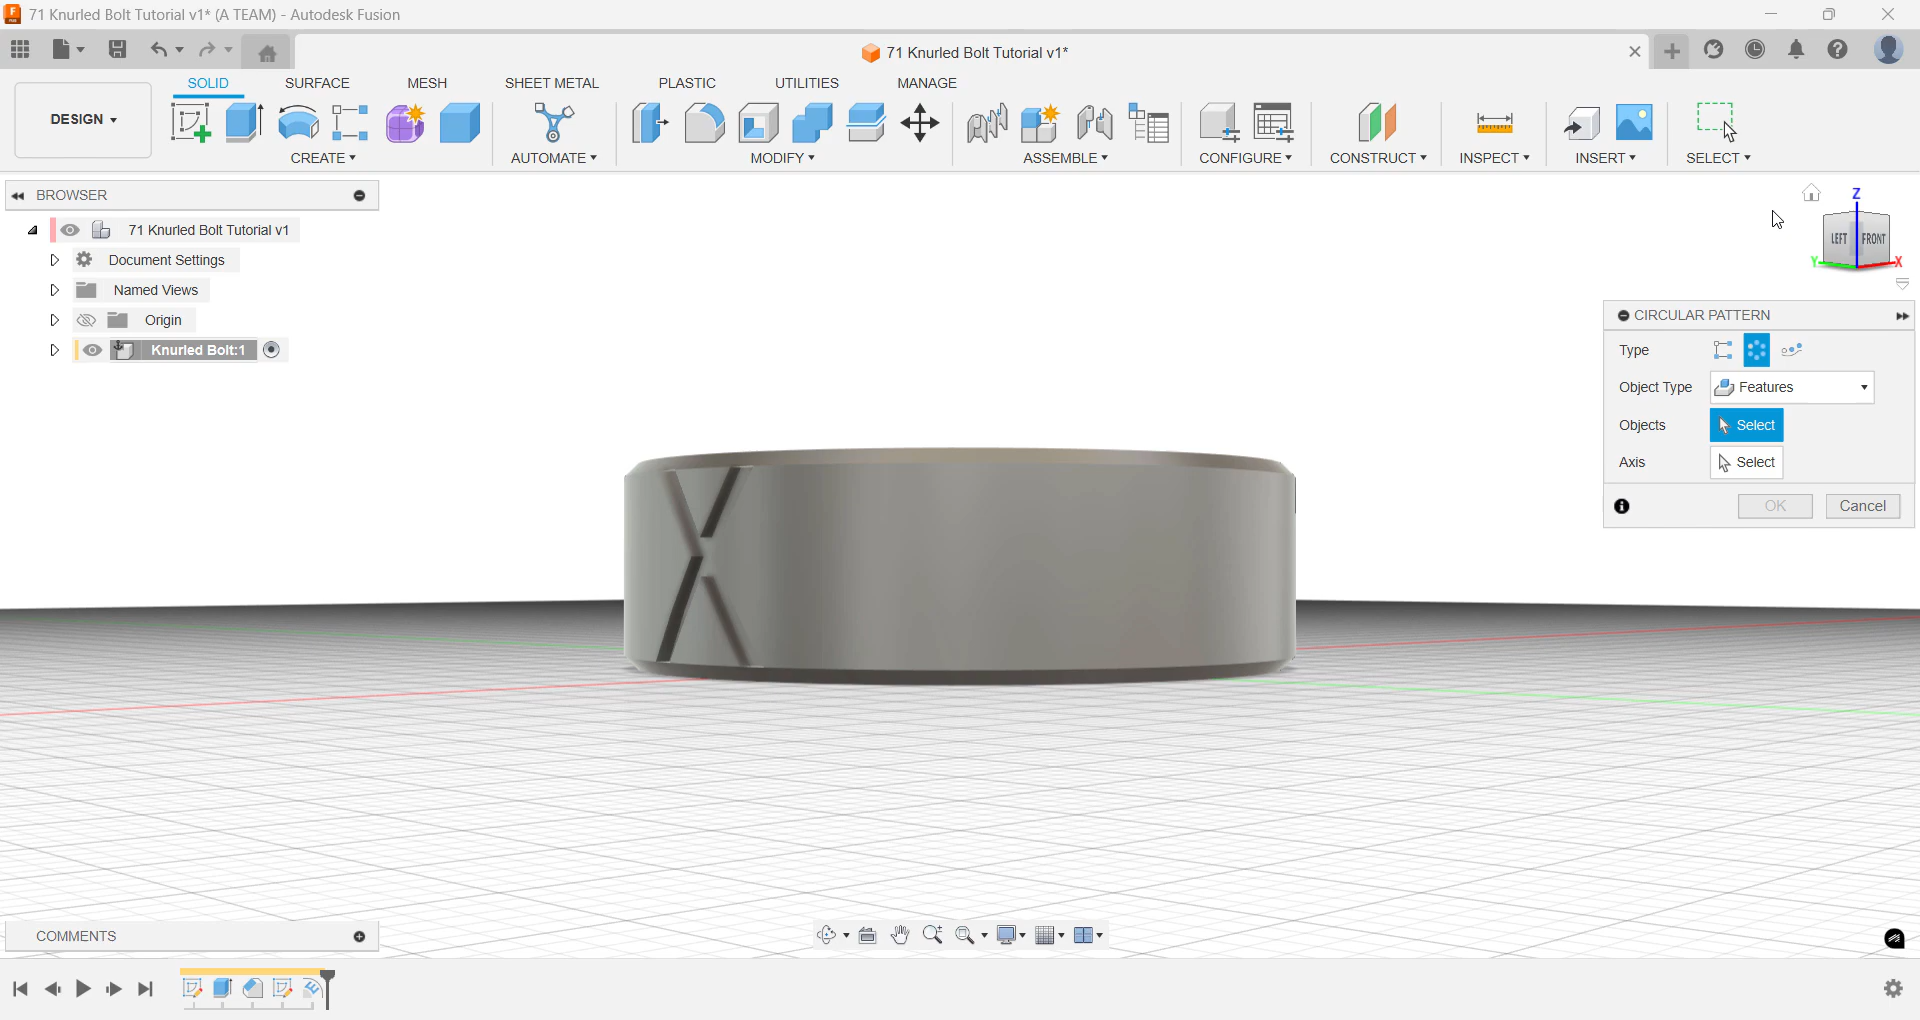 71 Knurled Bolt Tutorial v1* (A TEAM) - Autodesk Fusion
71 Knurled Bolt Tutorial v1*
SOLID SURFACE MESH SHEET METAL PLASTIC UTILITIES MANAGE
DESIGN
CREATE AUTOMATE MODIFY ASSEMBLE CONFIGURE CONSTRUCT INSPECT INSERT SELECT
BROWSER
71 Knurled Bolt Tutorial v1
Document Settings
Named Views
Origin
Knurled Bolt:1
Z
LEFT FRONT
Y X
CIRCULAR PATTERN
Type
Object Type Features
Objects Select
Axis Select
OK Cancel
COMMENTS